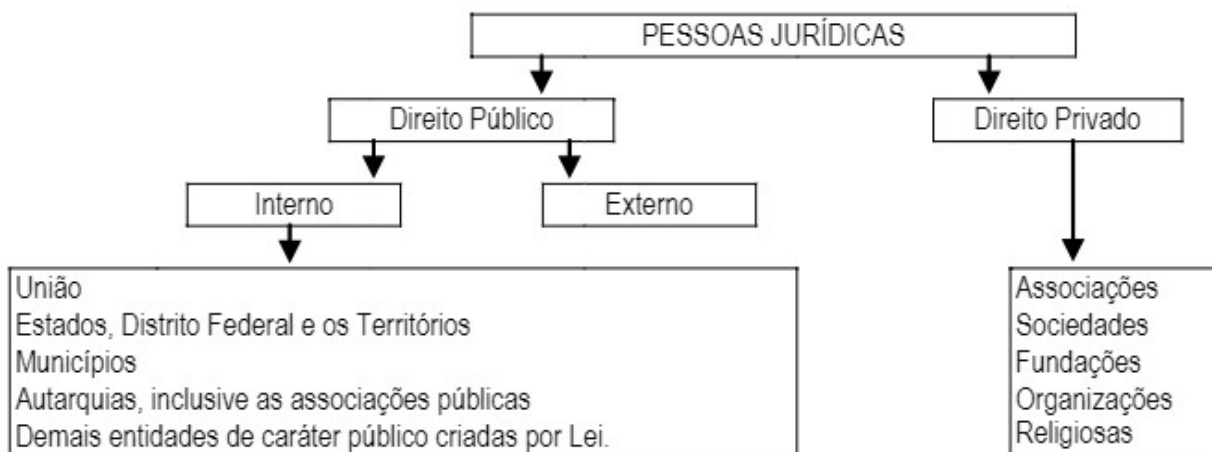 PESSOAS JURÍDICAS
Direito Público
Direito Privado
Interno
Externo
União
Estados, Distrito Federal e os Territórios
Municípios
Autarquias, inclusive as associações públicas
Demais entidades de caráter público criadas por Lei.
Associações
Sociedades
Fundações
Organizações
Religiosas